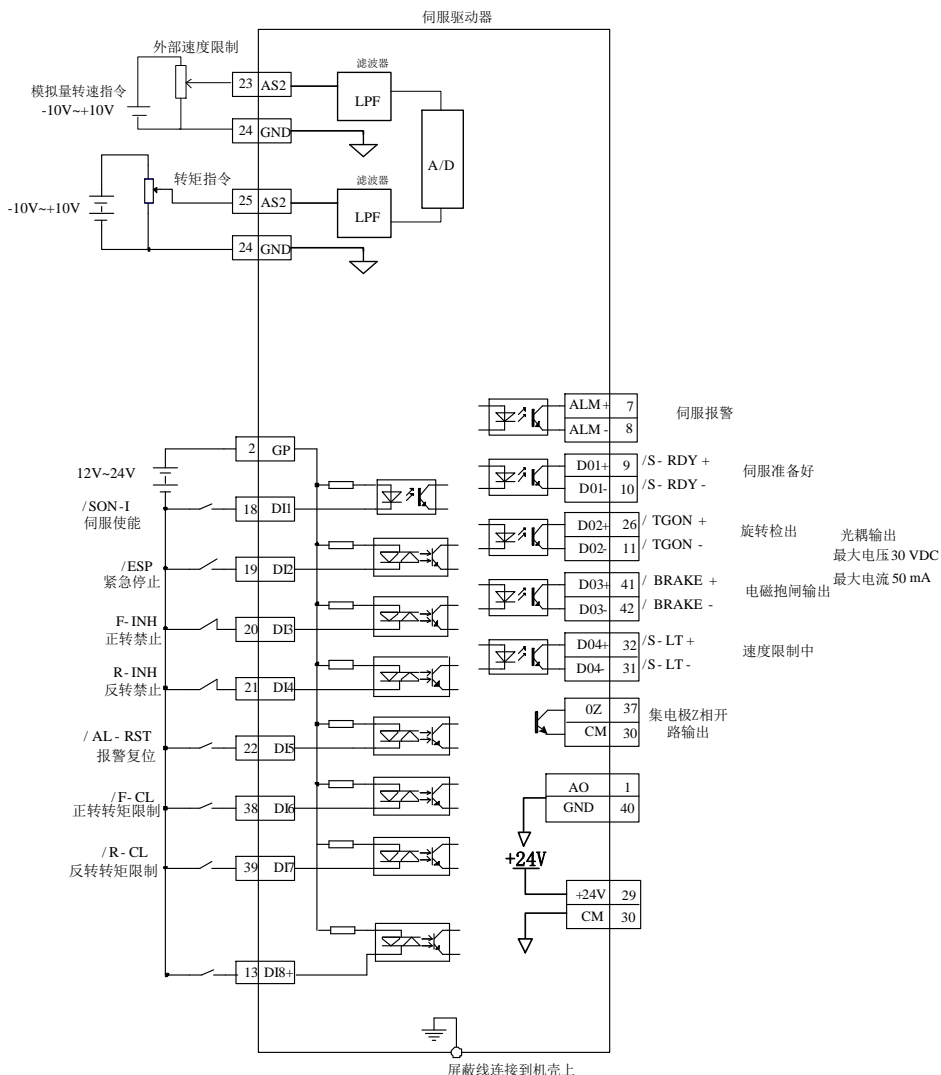 伺服驱动器
外部速度限制
模拟量转速指令
-10V~+10V
23 AS2
滤波器
LPF
24 GND
A/D
转矩指令
-10V~+10V
25 AS2
滤波器
LPF
24 GND
2 GP
12V~24V
/SON-I
伺服使能
18 DI1
/ESP
紧急停止
19 DI2
F-INH
正转禁止
20 DI3
R-INH
反转禁止
21 DI4
/AL-RST
报警复位
22 DI5
/F-CL
正转转矩限制
38 DI6
/R-CL
反转转矩限制
39 DI7
13 DI8+
ALM+ 7
ALM- 8
伺服报警
D01+ 9 /S-RDY+
D01- 10 /S-RDY-
伺服准备好
D02+ 26 /TGON+
D02- 11 /TGON-
旋转检出
D03+ 41 /BRAKE+
D03- 42 /BRAKE-
电磁抱闸输出
光耦输出
最大电压30 VDC
最大电流50 mA
D04+ 32 /S-LT+
D04- 31 /S-LT-
速度限制中
0Z 37
CM 30
集电极Z相开
路输出
AO 1
GND 40
+24V
+24V 29
CM 30
屏蔽线连接到机壳上